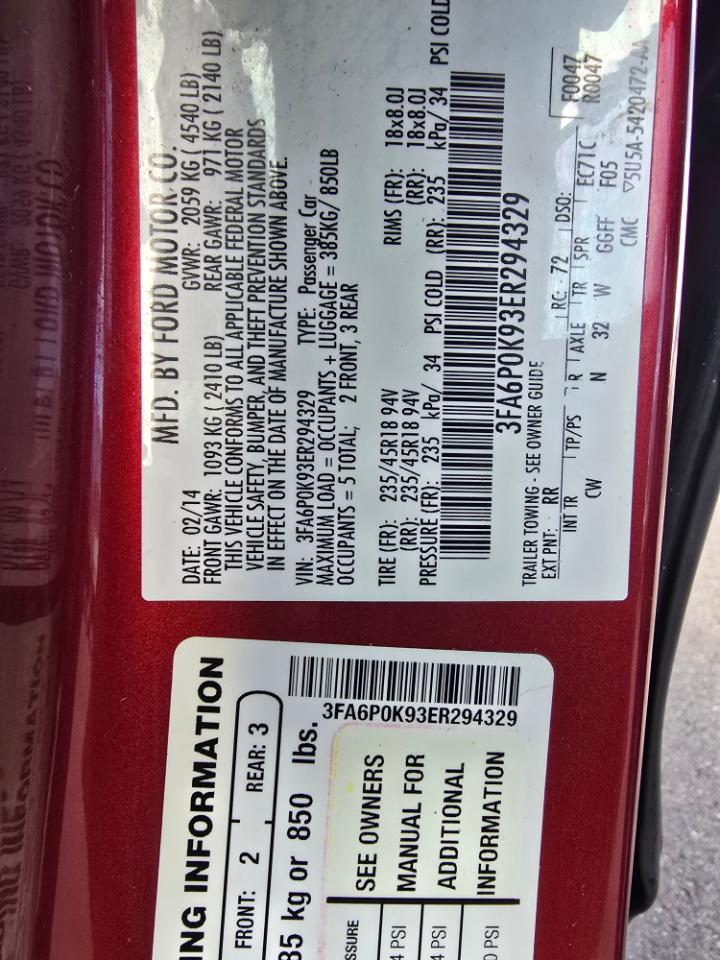 MFD. BY FORD MOTOR CO.
DATE: 02/14 GVWR: 2059 KG ( 4540 LB)
FRONT GAWR: 1093 KG ( 2410 LB) REAR GAWR: 971 KG ( 2140 LB)
THIS VEHICLE CONFORMS TO ALL APPLICABLE FEDERAL MOTOR
VEHICLE SAFETY, BUMPER, AND THEFT PREVENTION STANDARDS
IN EFFECT ON THE DATE OF MANUFACTURE SHOWN ABOVE.
VIN: 3FA6P0K93ER294329 TYPE: Passenger Car
MAXIMUM LOAD = OCCUPANTS + LUGGAGE = 385KG/ 850LB
OCCUPANTS = 5 TOTAL; 2 FRONT, 3 REAR
TIRE (FR): 235/45R18 94V RIMS (FR): 18x8.0J
(RR): 235/45R18 94V (RR): 18x8.0J
PRESSURE (FR): 235 kPa/ 34 PSI COLD (RR): 235 kPa/ 34 PSI COLD
3FA6P0K93ER294329
TRAILER TOWING - SEE OWNER GUIDE
EXT PNT: RR RC: 72 DSO: F0047
R0047
INT TR TP/PS R AXLE TR SPR EC71C
CW N 32 W GGFF F05
CMC ▽5U5A-5420472-AA
NG INFORMATION
FRONT: 2 REAR: 3
85 kg or 850 lbs.
3FA6P0K93ER294329
SSURE SEE OWNERS
4 PSI MANUAL FOR
4 PSI ADDITIONAL
0 PSI INFORMATION